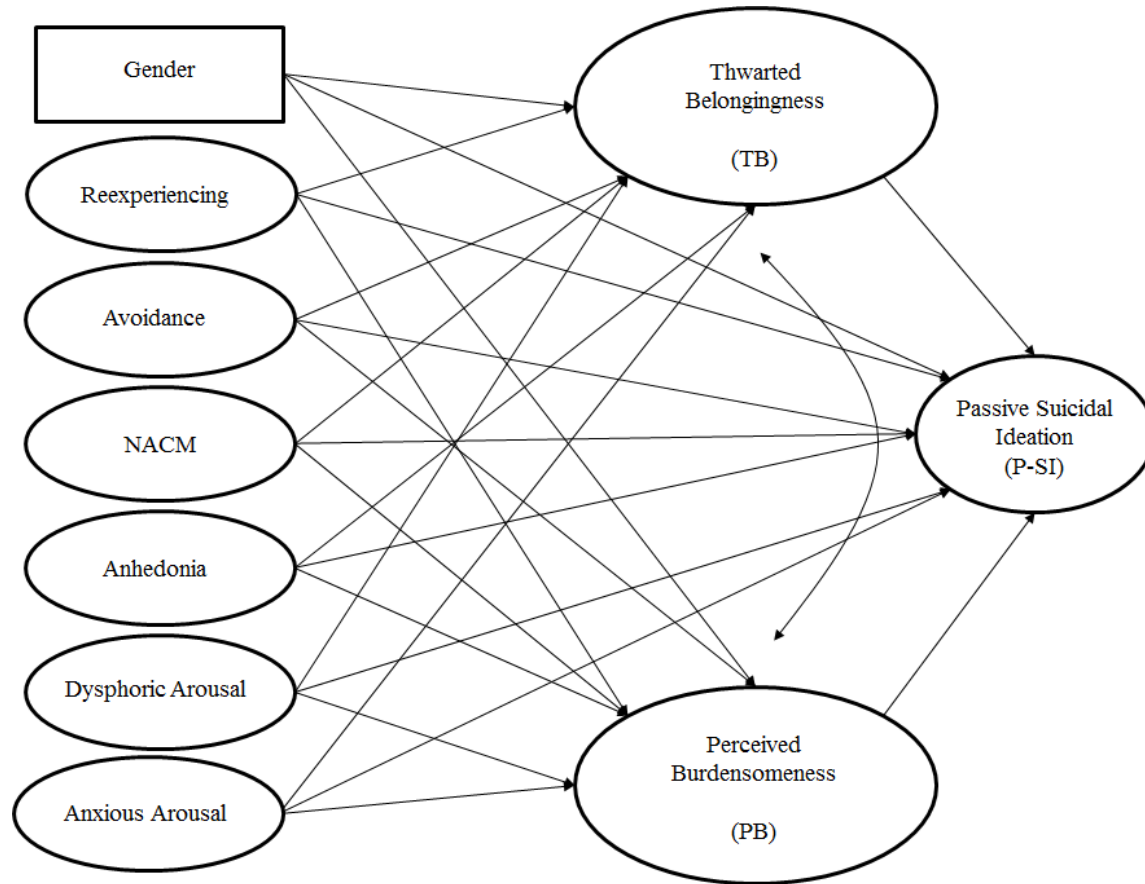 Gender
Reexperiencing
Avoidance
NACM
Anhedonia
Dysphoric Arousal
Anxious Arousal
Thwarted
Belongingness
(TB)
Perceived
Burdensomeness
(PB)
Passive Suicidal
Ideation
(P-SI)